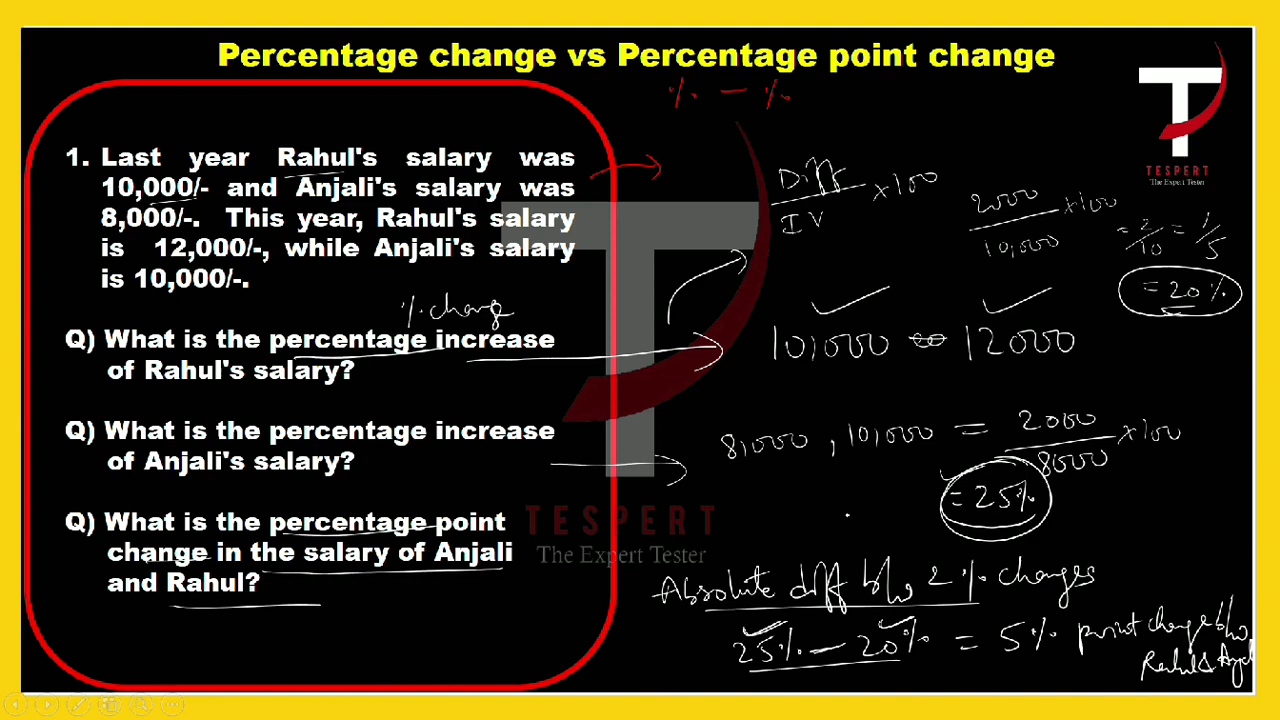 Percentage change vs Percentage point change
% - %
T
TESPERT
The Expert Tester
1. Last year Rahul's salary was
10,000/- and Anjali's salary was
8,000/-. This year, Rahul's salary
is 12,000/-, while Anjali's salary
is 10,000/-.
% change
Q) What is the percentage increase
of Rahul's salary?
Q) What is the percentage increase
of Anjali's salary?
Q) What is the percentage point
change in the salary of Anjali
and Rahul?
Diff
IV
×100
2000
10,000
×100
= 2/10 = 1/5
= 20%
10,000 12000
8,000, 10,000 = 2000
8000
×100
= 25%
TESPERT
The Expert Tester
Absolute diff b/w 2 % changes
25% - 20% = 5% point change b/w
Rahul &